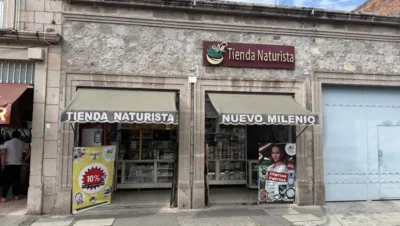 Tienda Naturista
TIENDA NATURISTA
NUEVO MILENIO
10%